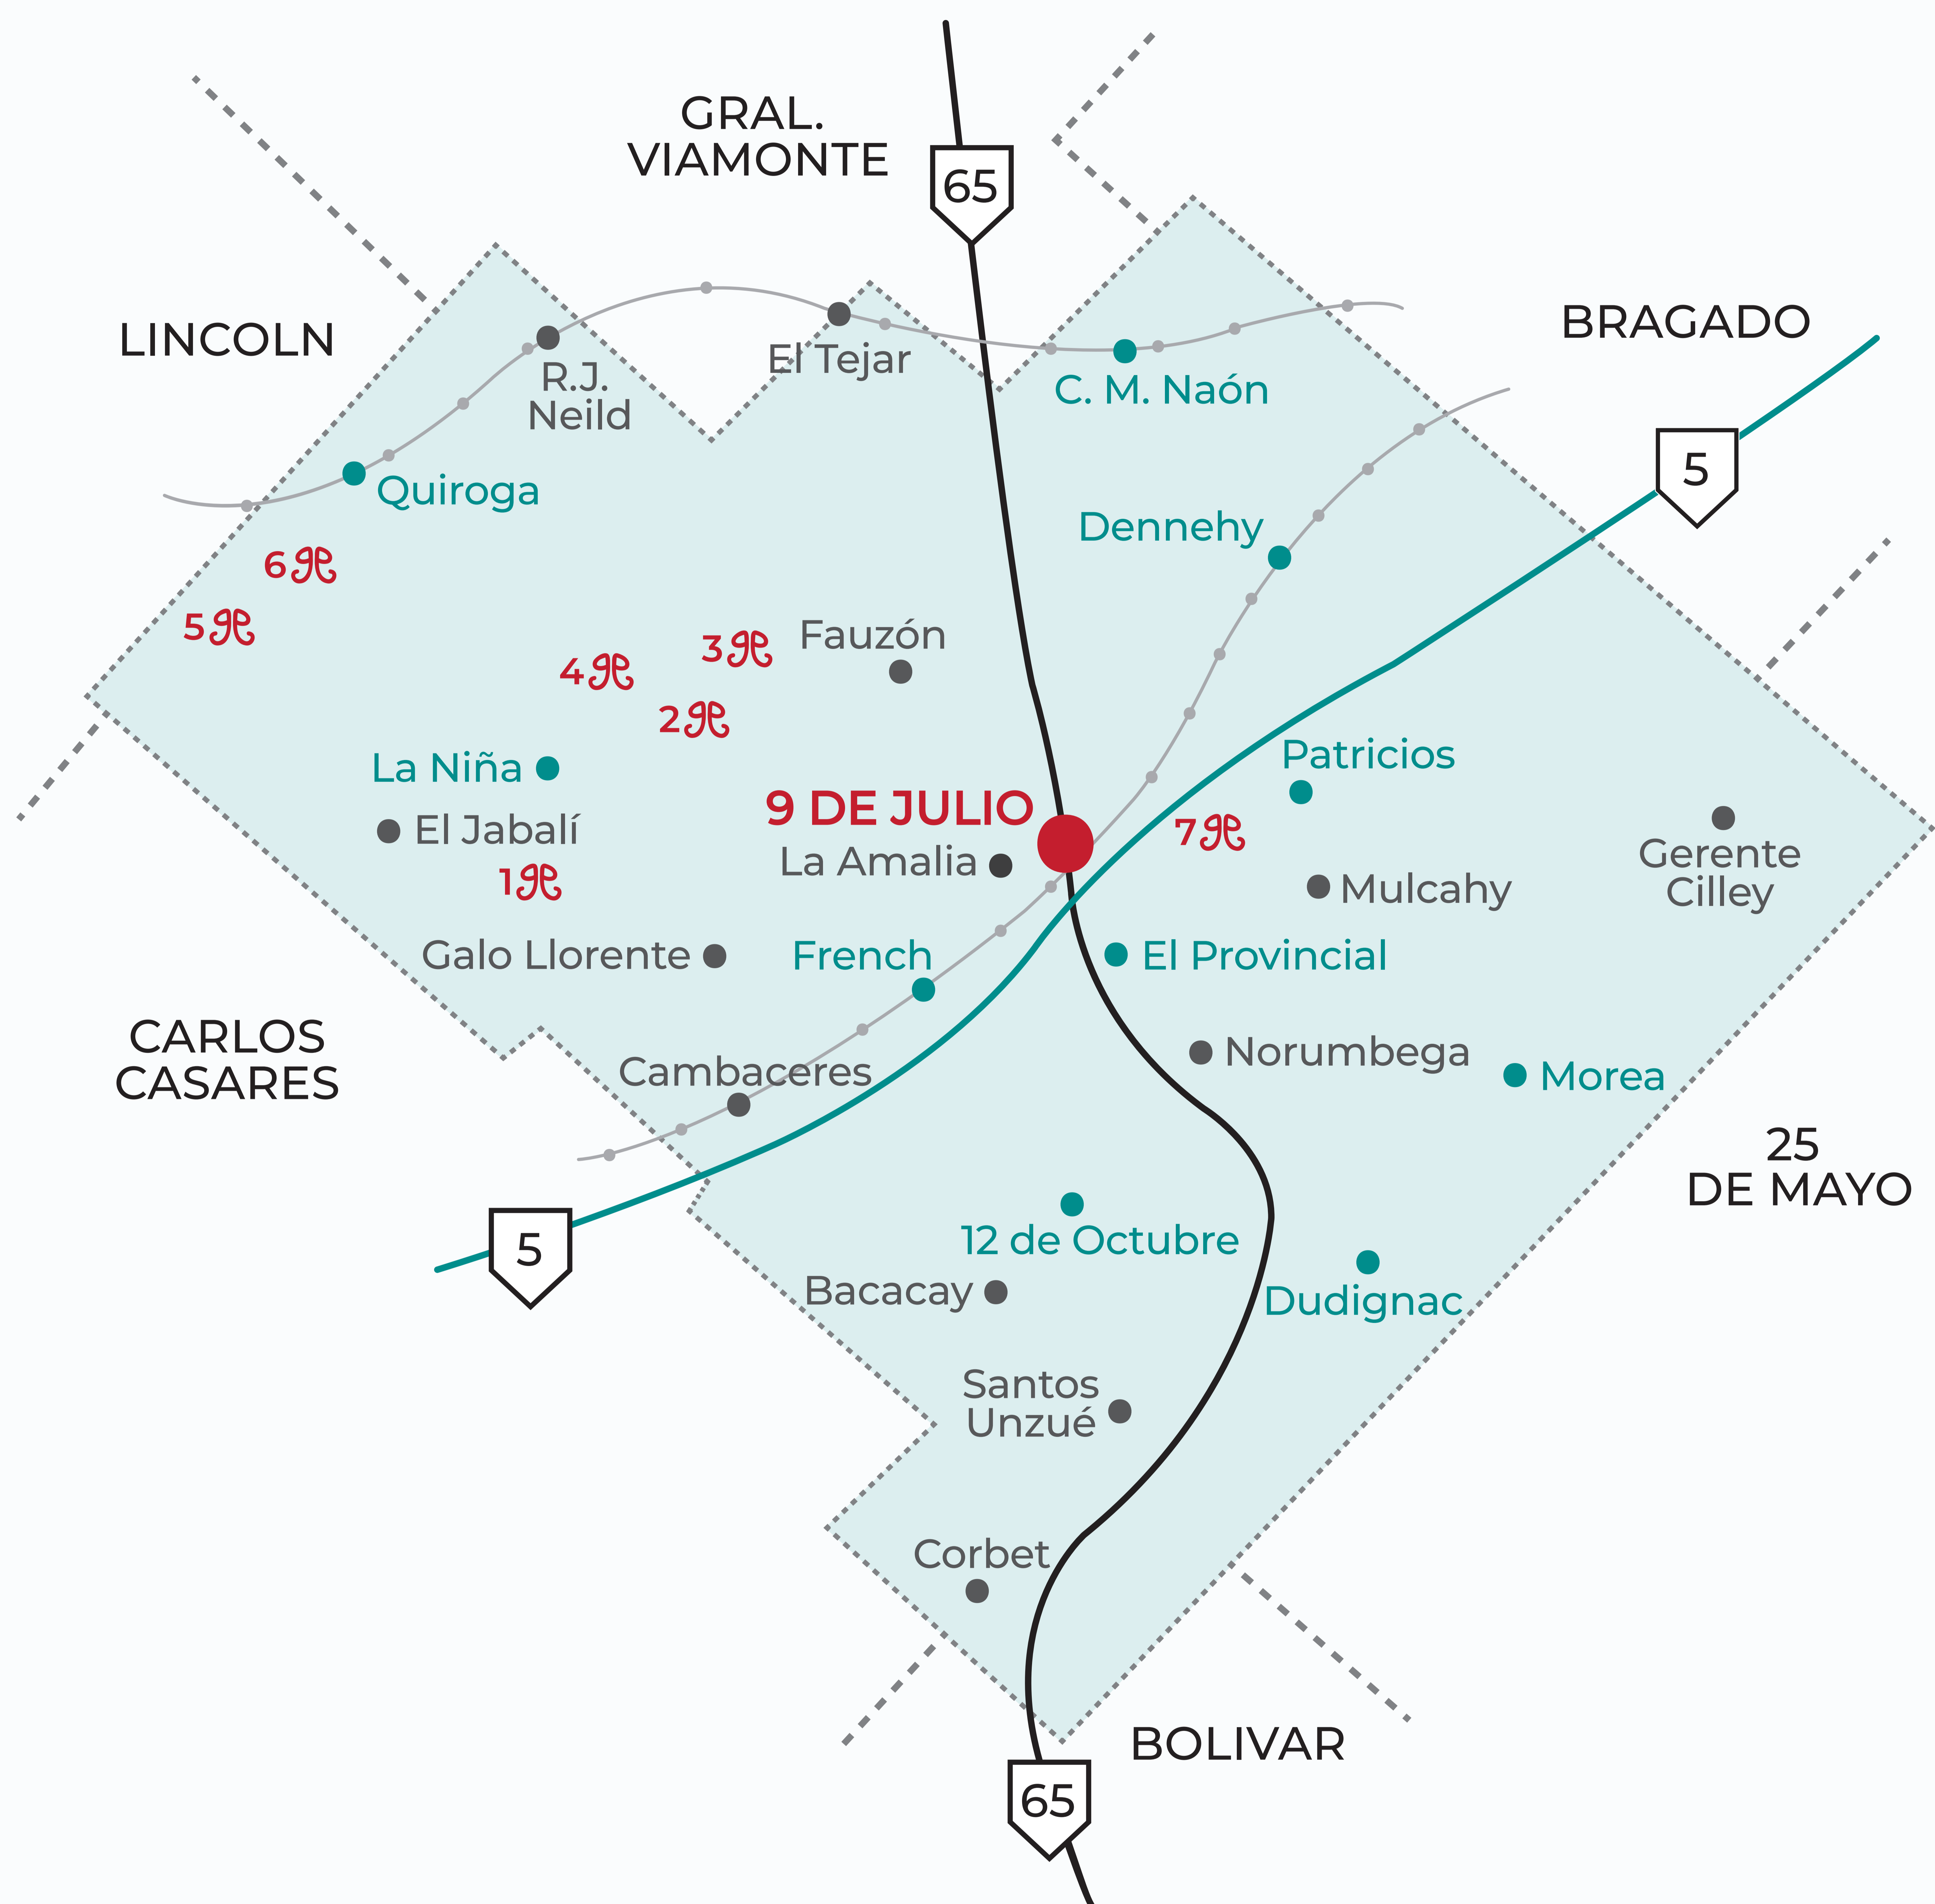 GRAL.
VIAMONTE
65
LINCOLN
BRAGADO
R.J.
Neild
El Tejar
C. M. Naón
5
Quiroga
Dennehy
6
5
4
3
Fauzón
2
La Niña
Patricios
9 DE JULIO
El Jabalí
La Amalia
7
Gerente
Cilley
1
Mulcahy
Galo Llorente
French
El Provincial
CARLOS
CASARES
Cambaceres
Norumbega
Morea
25
DE MAYO
5
12 de Octubre
Bacacay
Dudignac
Santos
Unzué
Corbet
BOLIVAR
65